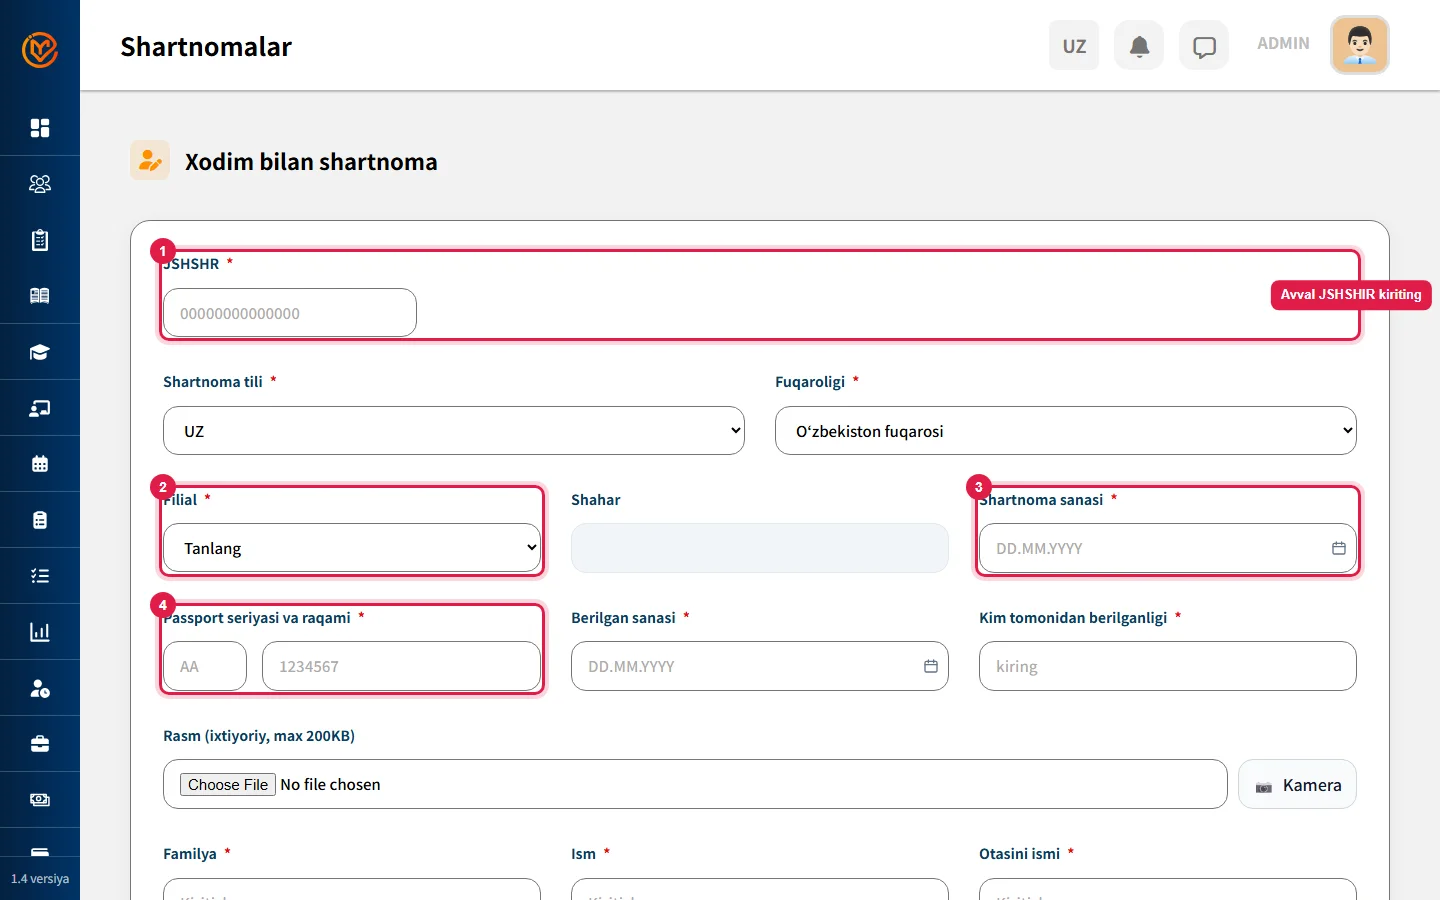 Shartnomalar
UZ
ADMIN
Xodim bilan shartnoma
1
JSHSHR *
00000000000000
Avval JSHSHIR kiriting
Shartnoma tili *
Fuqaroligi *
UZ
O‘zbekiston fuqarosi
2
Filial *
Shahar
3
Shartnoma sanasi *
Tanlang
DD.MM.YYYY
4
Passport seriyasi va raqami *
Berilgan sanasi *
Kim tomonidan berilganligi *
AA
1234567
DD.MM.YYYY
kiring
Rasm (ixtiyoriy, max 200KB)
Choose File No file chosen
Kamera
Familya *
Ism *
Otasini ismi *
1.4 versiya